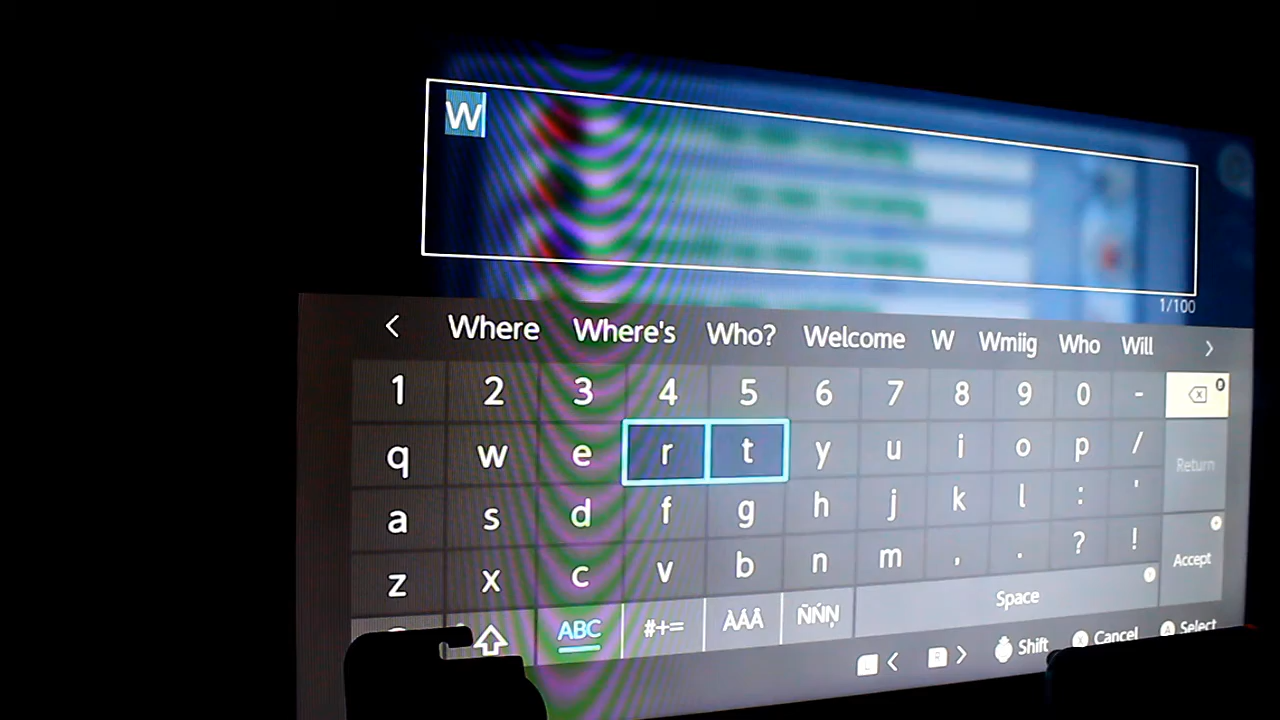 W
1/100
Where Where's Who? Welcome W Wmiig Who Will
1 2 3 4 5 6 7 8 9 0 -
q w e r t y u i o p / Return
a s d f g h j k l : '
z x c v b n m , . ? ! Accept
ABC #+= ÀÁÂ ÑŃŅ Space
L R Shift X Cancel A Select